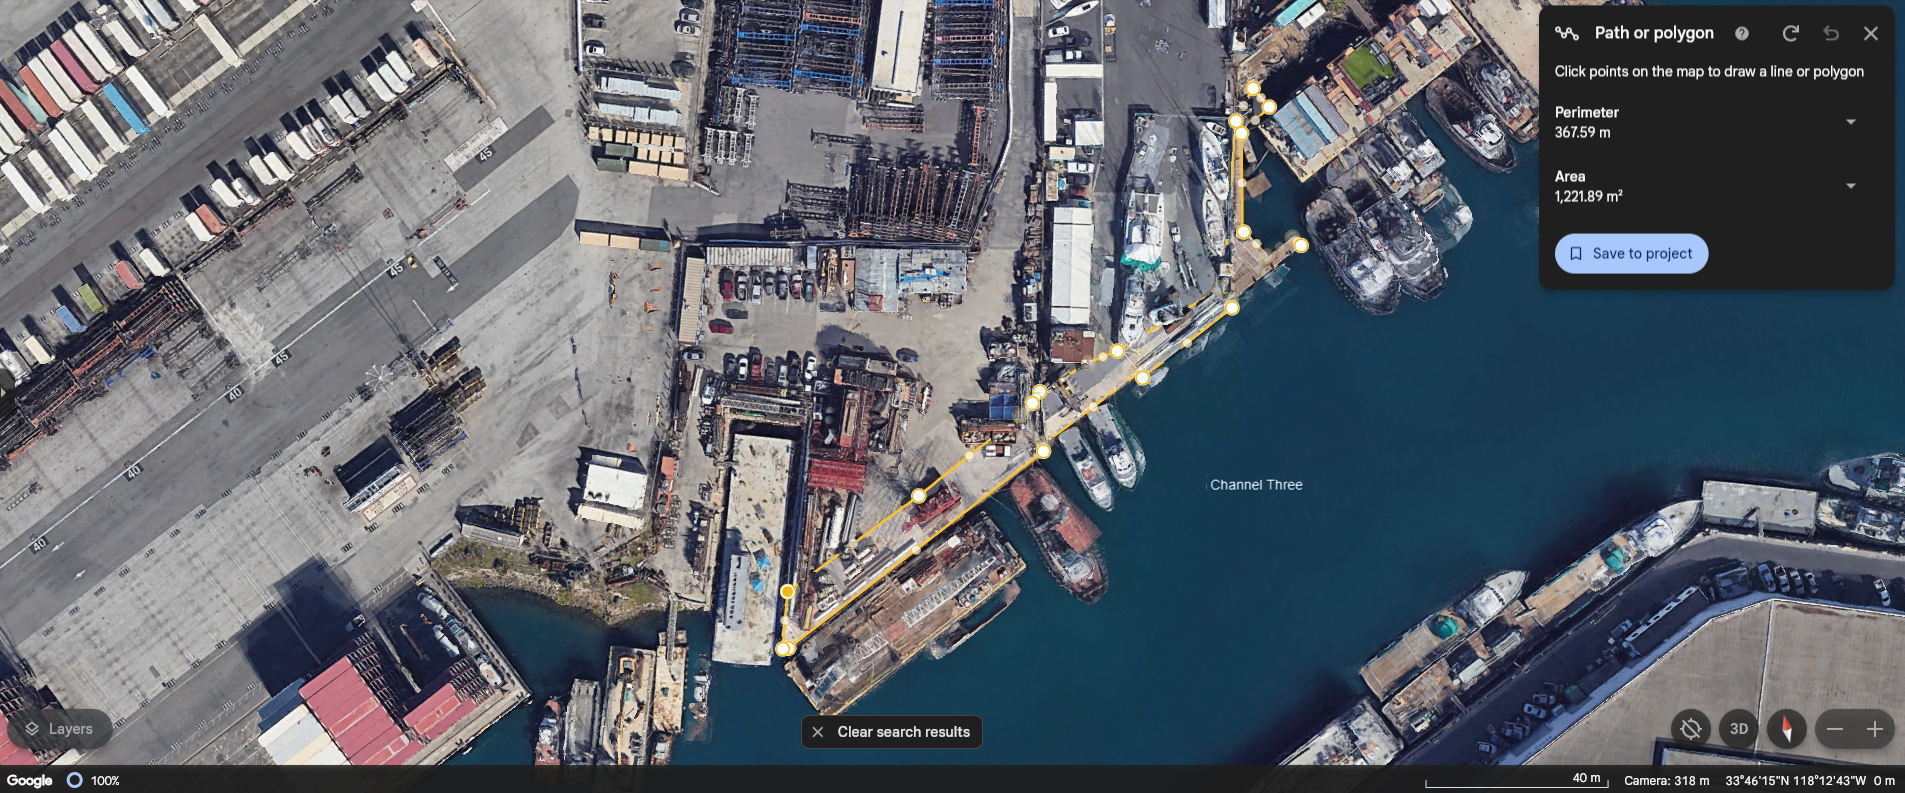 Path or polygon
Click points on the map to draw a line or polygon
Perimeter
367.59 m
Area
1,221.89 m²
Save to project
45
45
45
40
40
40
Channel Three
Layers
Clear search results
3D
Google
100%
40 m
Camera: 318 m
33°46'15"N 118°12'43"W
0 m